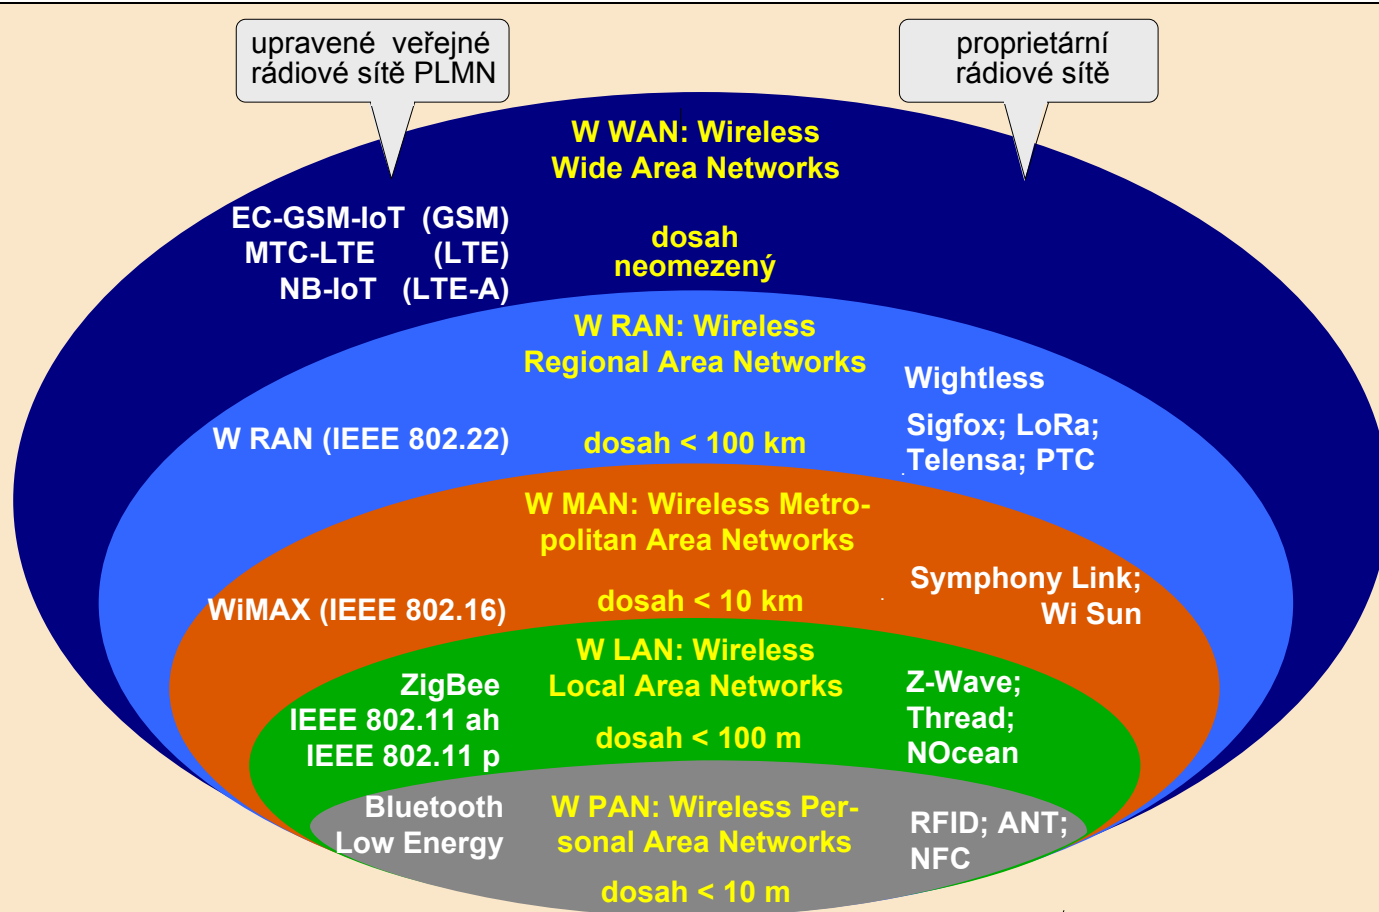 upravené veřejné
rádiové sítě PLMN
proprietární
rádiové sítě
W WAN: Wireless
Wide Area Networks
EC-GSM-IoT (GSM)
MTC-LTE (LTE)
NB-IoT (LTE-A)
dosah
neomezený
W RAN: Wireless
Regional Area Networks
Wightless
W RAN (IEEE 802.22)
dosah < 100 km
Sigfox; LoRa;
Telensa; PTC
W MAN: Wireless Metro-
politan Area Networks
WiMAX (IEEE 802.16)
dosah < 10 km
Symphony Link;
Wi Sun
W LAN: Wireless
Local Area Networks
ZigBee
IEEE 802.11 ah
IEEE 802.11 p
dosah < 100 m
Z-Wave;
Thread;
NOcean
Bluetooth
Low Energy
W PAN: Wireless Per-
sonal Area Networks
RFID; ANT;
NFC
dosah < 10 m